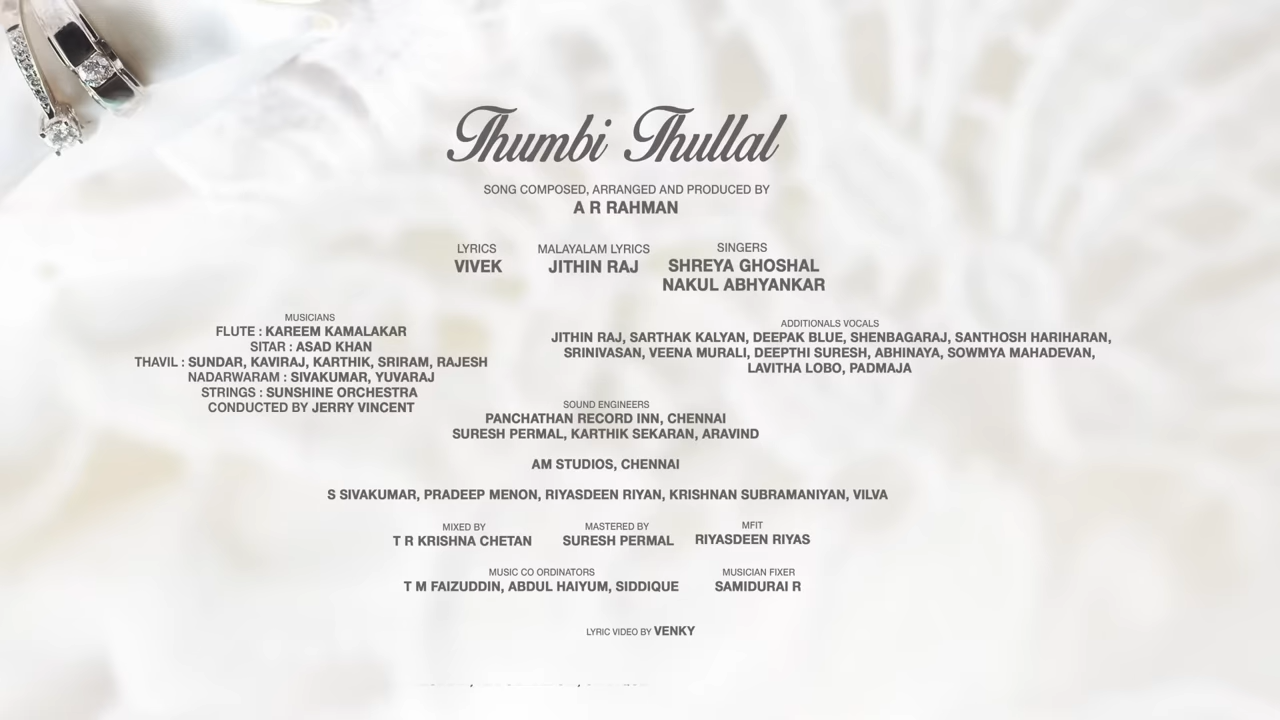 Thumbi Thullal
SONG COMPOSED, ARRANGED AND PRODUCED BY
A R RAHMAN
LYRICS
VIVEK
MALAYALAM LYRICS
JITHIN RAJ
SINGERS
SHREYA GHOSHAL
NAKUL ABHYANKAR
MUSICIANS
FLUTE : KAREEM KAMALAKAR
SITAR : ASAD KHAN
THAVIL : SUNDAR, KAVIRAJ, KARTHIK, SRIRAM, RAJESH
NADARWARAM : SIVAKUMAR, YUVARAJ
STRINGS : SUNSHINE ORCHESTRA
CONDUCTED BY JERRY VINCENT
ADDITIONALS VOCALS
JITHIN RAJ, SARTHAK KALYAN, DEEPAK BLUE, SHENBAGARAJ, SANTHOSH HARIHARAN,
SRINIVASAN, VEENA MURALI, DEEPTHI SURESH, ABHINAYA, SOWMYA MAHADEVAN,
LAVITHA LOBO, PADMAJA
SOUND ENGINEERS
PANCHATHAN RECORD INN, CHENNAI
SURESH PERMAL, KARTHIK SEKARAN, ARAVIND
AM STUDIOS, CHENNAI
S SIVAKUMAR, PRADEEP MENON, RIYASDEEN RIYAN, KRISHNAN SUBRAMANIYAN, VILVA
MIXED BY
T R KRISHNA CHETAN
MASTERED BY
SURESH PERMAL
MFIT
RIYASDEEN RIYAS
MUSIC CO ORDINATORS
T M FAIZUDDIN, ABDUL HAIYUM, SIDDIQUE
MUSICIAN FIXER
SAMIDURAI R
LYRIC VIDEO BY VENKY